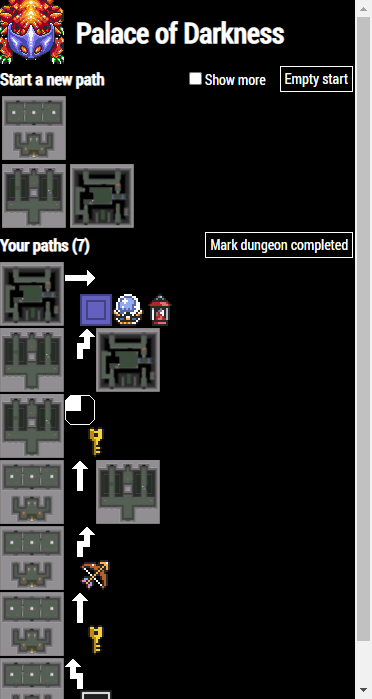 Palace of Darkness
Start a new path
Show more
Empty start
Your paths (7)
Mark dungeon completed